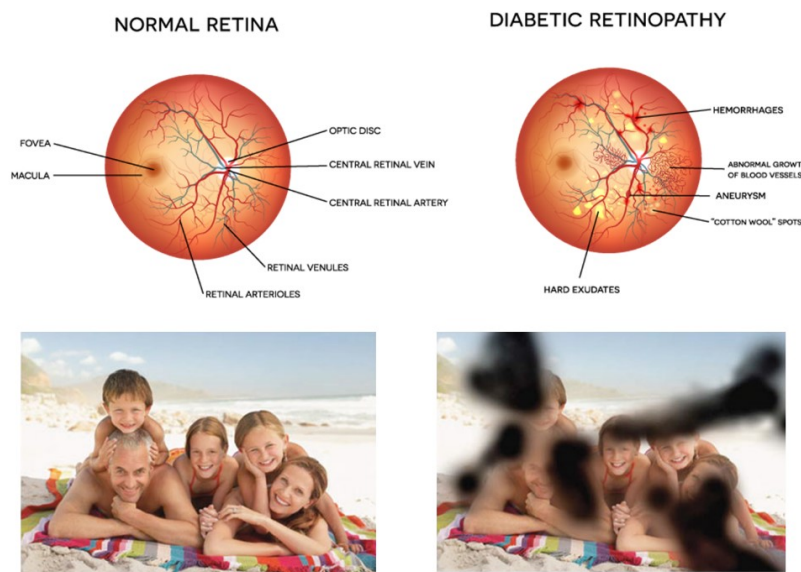 NORMAL RETINA
FOVEA
MACULA
OPTIC DISC
CENTRAL RETINAL VEIN
CENTRAL RETINAL ARTERY
RETINAL VENULES
RETINAL ARTERIOLES
DIABETIC RETINOPATHY
HEMORRHAGES
ABNORMAL GROWT
OF BLOOD VESSELS
ANEURYSM
"COTTON WOOL" SPOTS
HARD EXUDATES